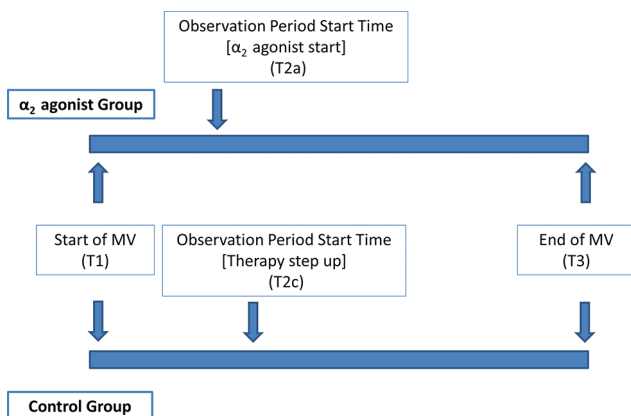 Observation Period Start Time
[α₂ agonist start]
(T2a)
α₂ agonist Group
Start of MV
(T1)
Observation Period Start Time
[Therapy step up]
(T2c)
End of MV
(T3)
Control Group